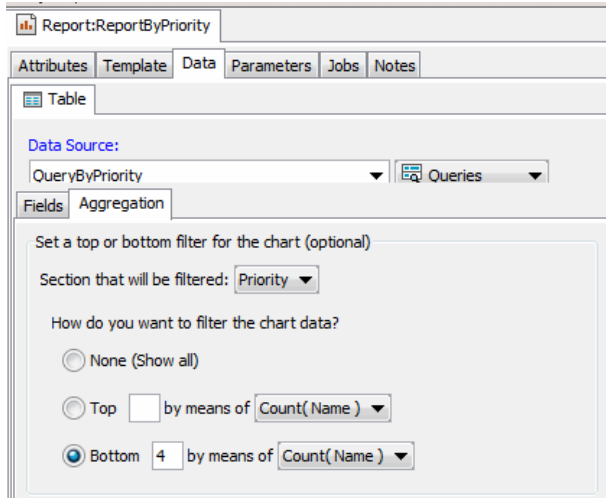 Report:ReportByPriority
Attributes Template Data Parameters Jobs Notes
Table
Data Source:
QueryByPriority Queries
Fields Aggregation
Set a top or bottom filter for the chart (optional)
Section that will be filtered: Priority
How do you want to filter the chart data?
None (Show all)
Top by means of Count( Name )
Bottom 4 by means of Count( Name )